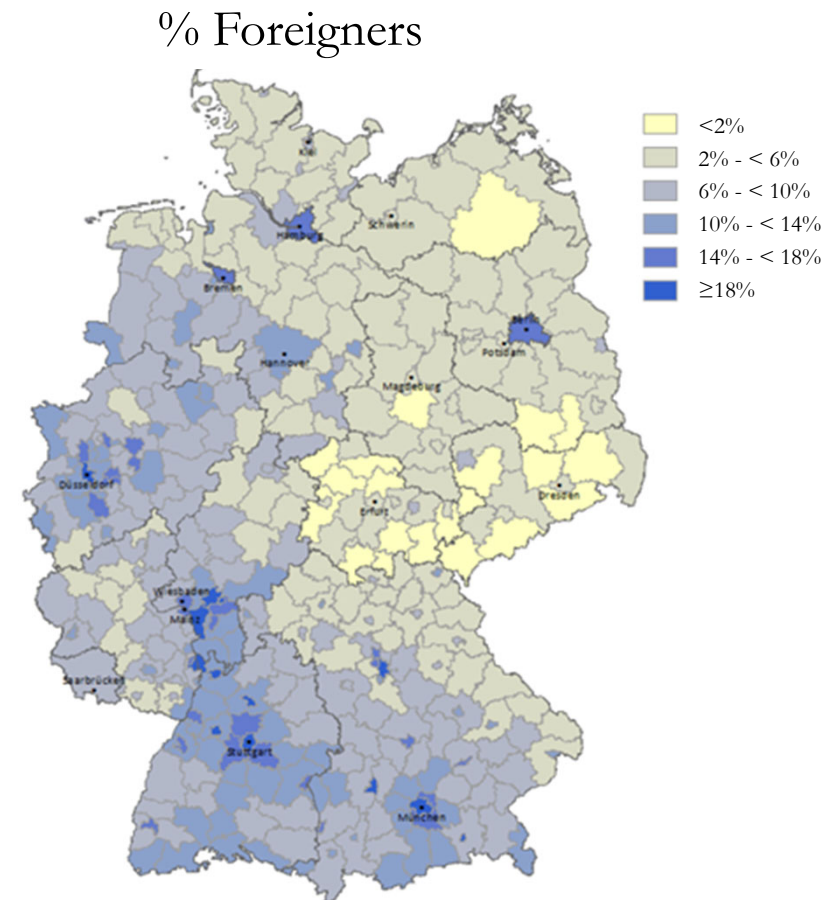 % Foreigners
<2%
2% - < 6%
6% - < 10%
10% - < 14%
14% - < 18%
≥18%
Kiel
Schwerin
Hamburg
Bremen
Berlin
Potsdam
Hannover
Magdeburg
Düsseldorf
Dresden
Erfurt
Wiesbaden
Mainz
Saarbrücken
Stuttgart
München